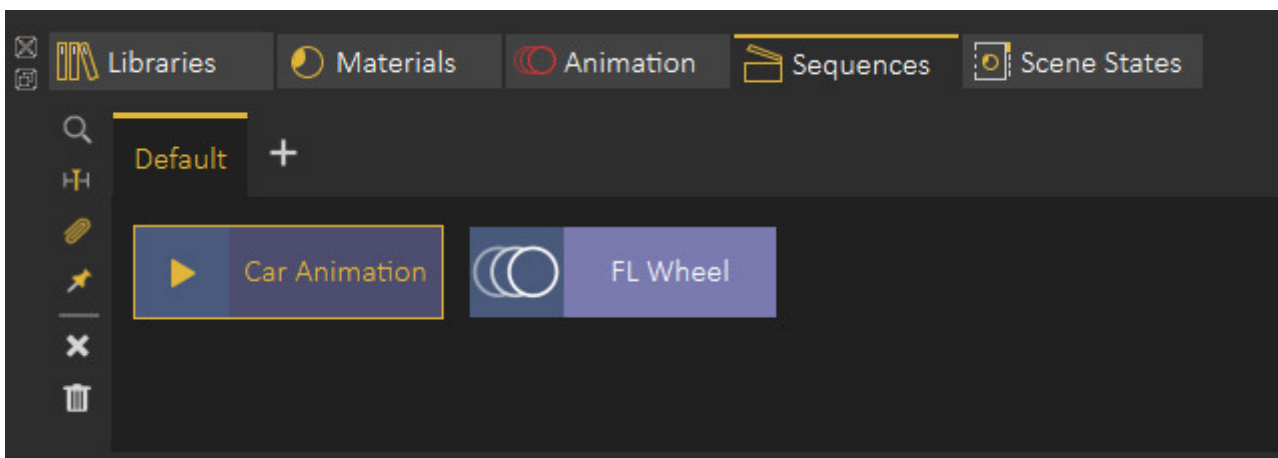 Libraries Materials Animation Sequences Scene States
Default +
Car Animation FL Wheel